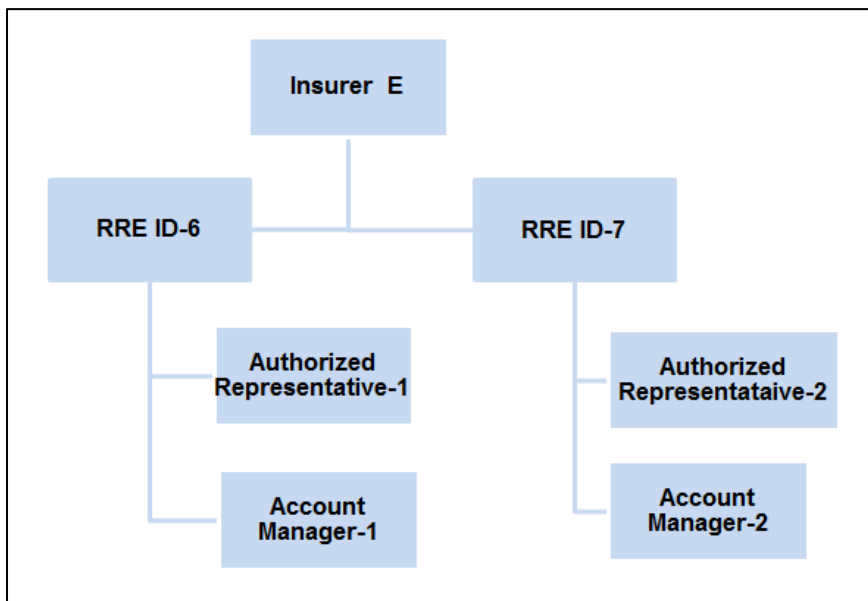 Insurer E
RRE ID-6
RRE ID-7
Authorized
Representative-1
Authorized
Representataive-2
Account
Manager-1
Account
Manager-2